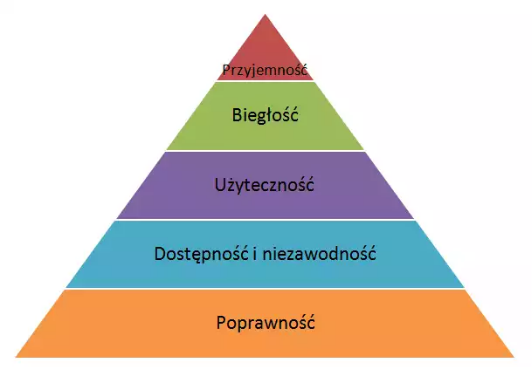 Przyjemność
Biegłość
Użyteczność
Dostępność i niezawodność
Poprawność